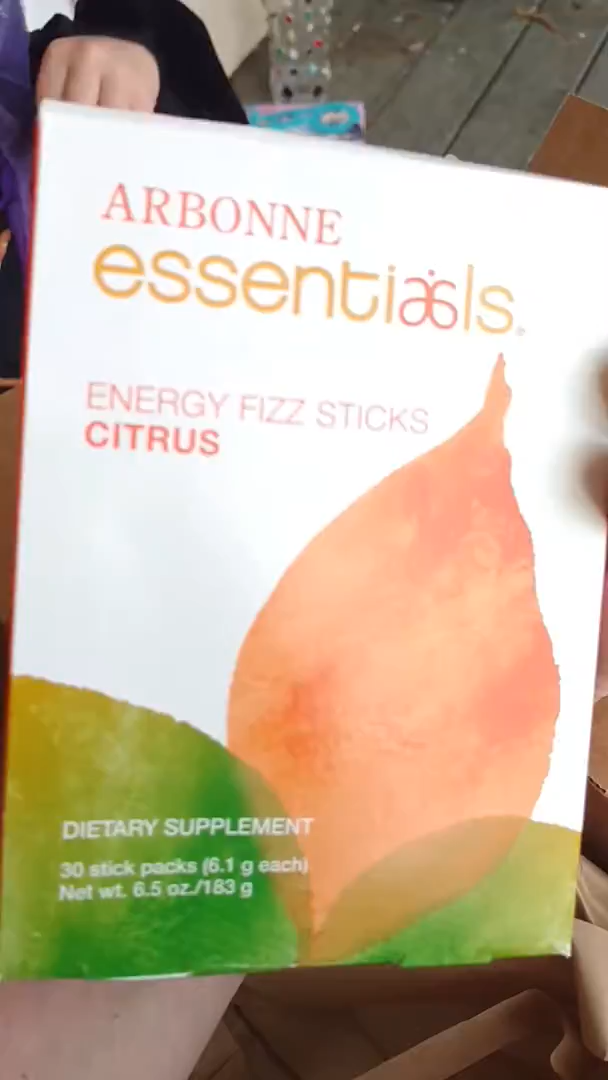 ARBONNE
essentials
ENERGY FIZZ STICKS
CITRUS
DIETARY SUPPLEMENT
30 stick packs (6.1 g each)
Net wt. 6.5 oz./183 g